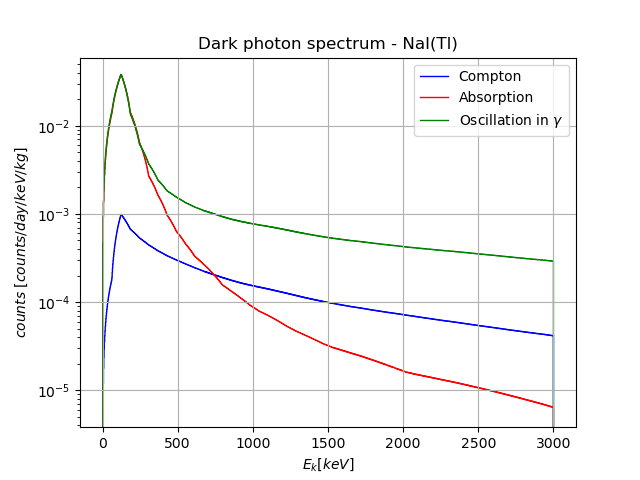 Dark photon spectrum - NaI(Tl)
Compton
Absorption
Oscillation in γ
counts [counts/day/keV/kg]
10⁻²
10⁻³
10⁻⁴
10⁻⁵
0 500 1000 1500 2000 2500 3000
E_k[keV]